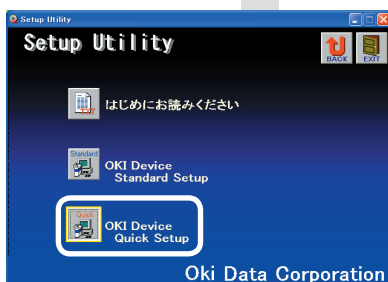 Setup Utility
Setup Utility
BACK
EXIT
TXT
はじめにお読みください
Standard
OKI Device
Standard Setup
Quick
OKI Device
Quick Setup
Oki Data Corporation